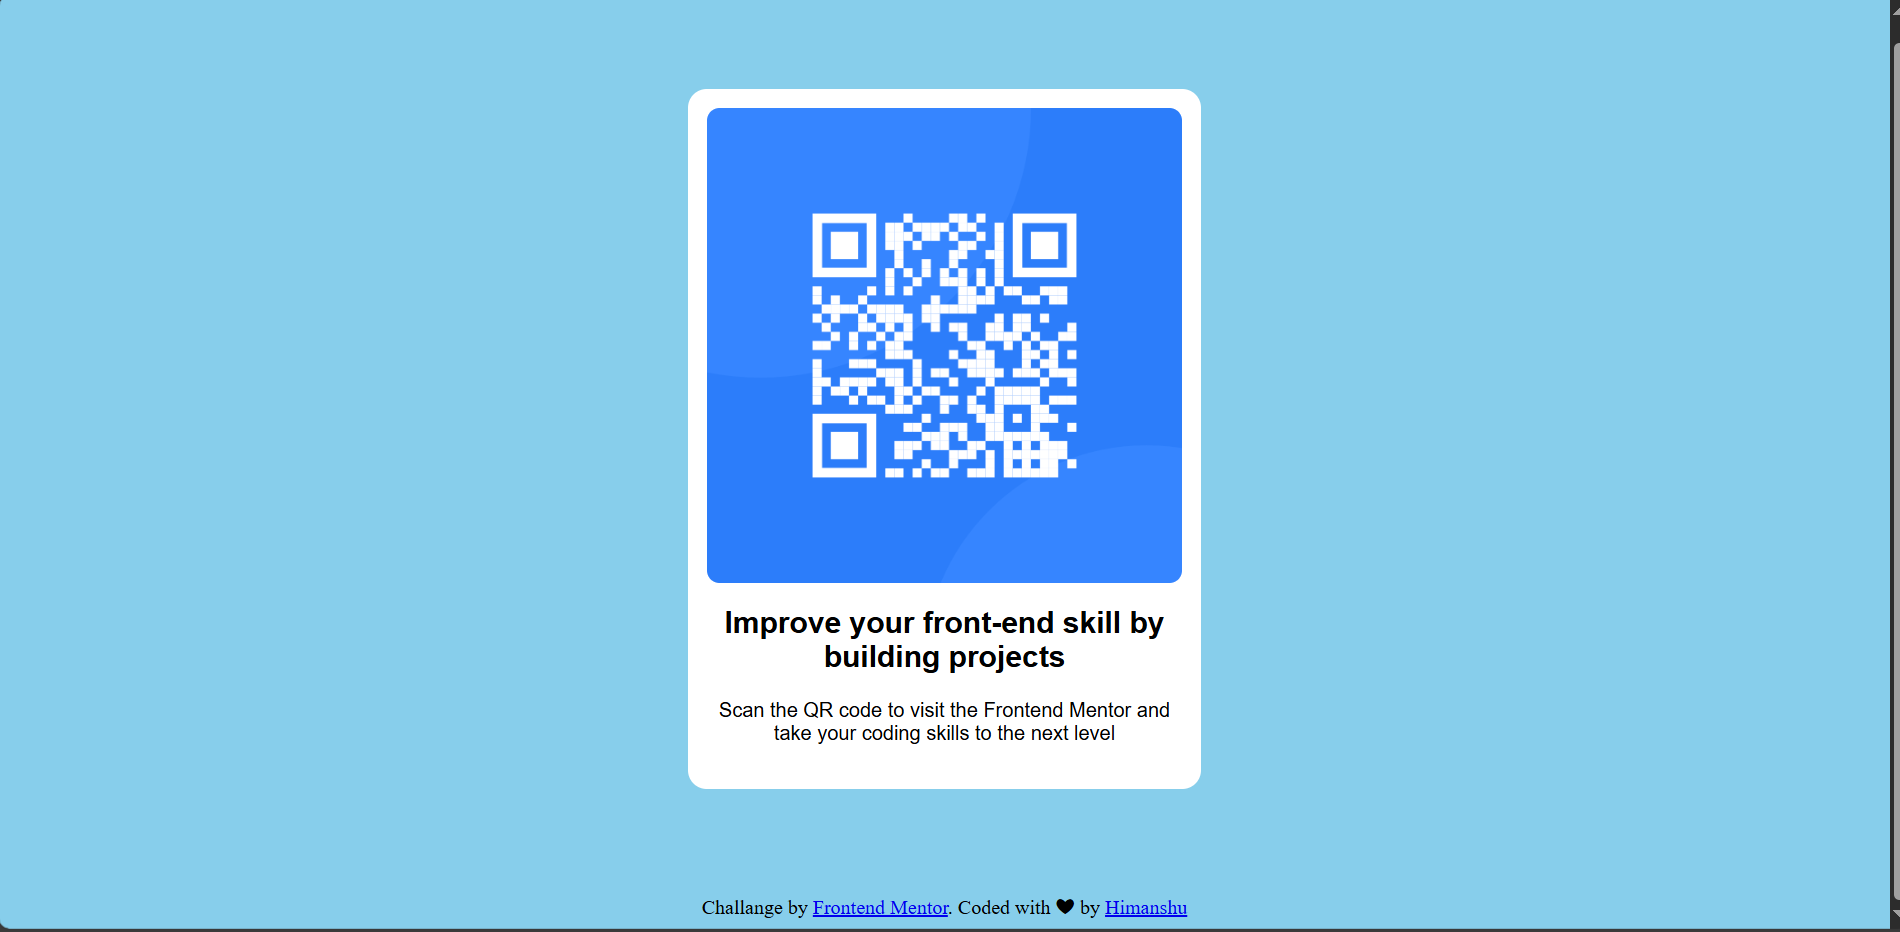 Improve your front-end skill by
building projects
Scan the QR code to visit the Frontend Mentor and
take your coding skills to the next level
Challange by Frontend Mentor. Coded with ♥ by Himanshu